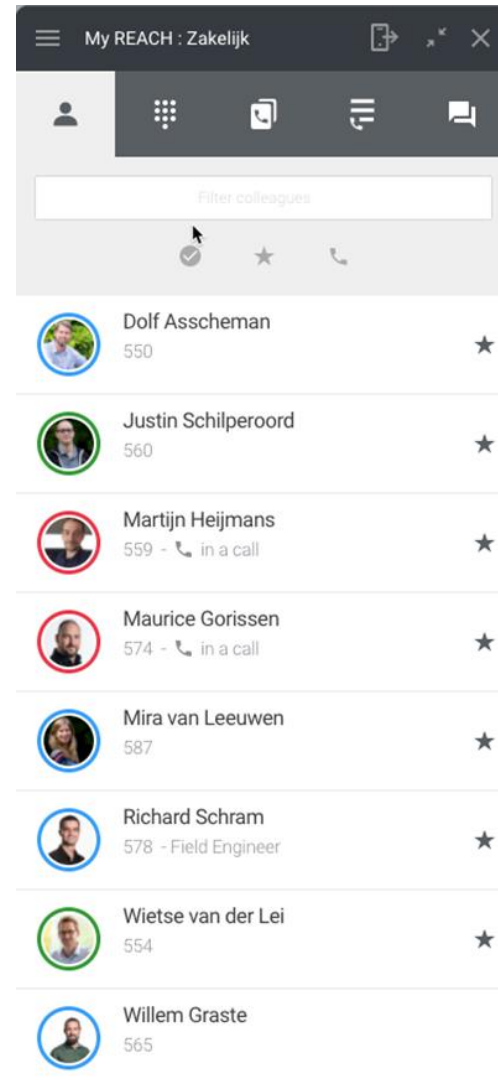 My REACH : Zakelijk
Filter colleagues
Dolf Asscheman
550
Justin Schilperoord
560
Martijn Heijmans
559 - in a call
Maurice Gorissen
574 - in a call
Mira van Leeuwen
587
Richard Schram
578 - Field Engineer
Wietse van der Lei
554
Willem Graste
565